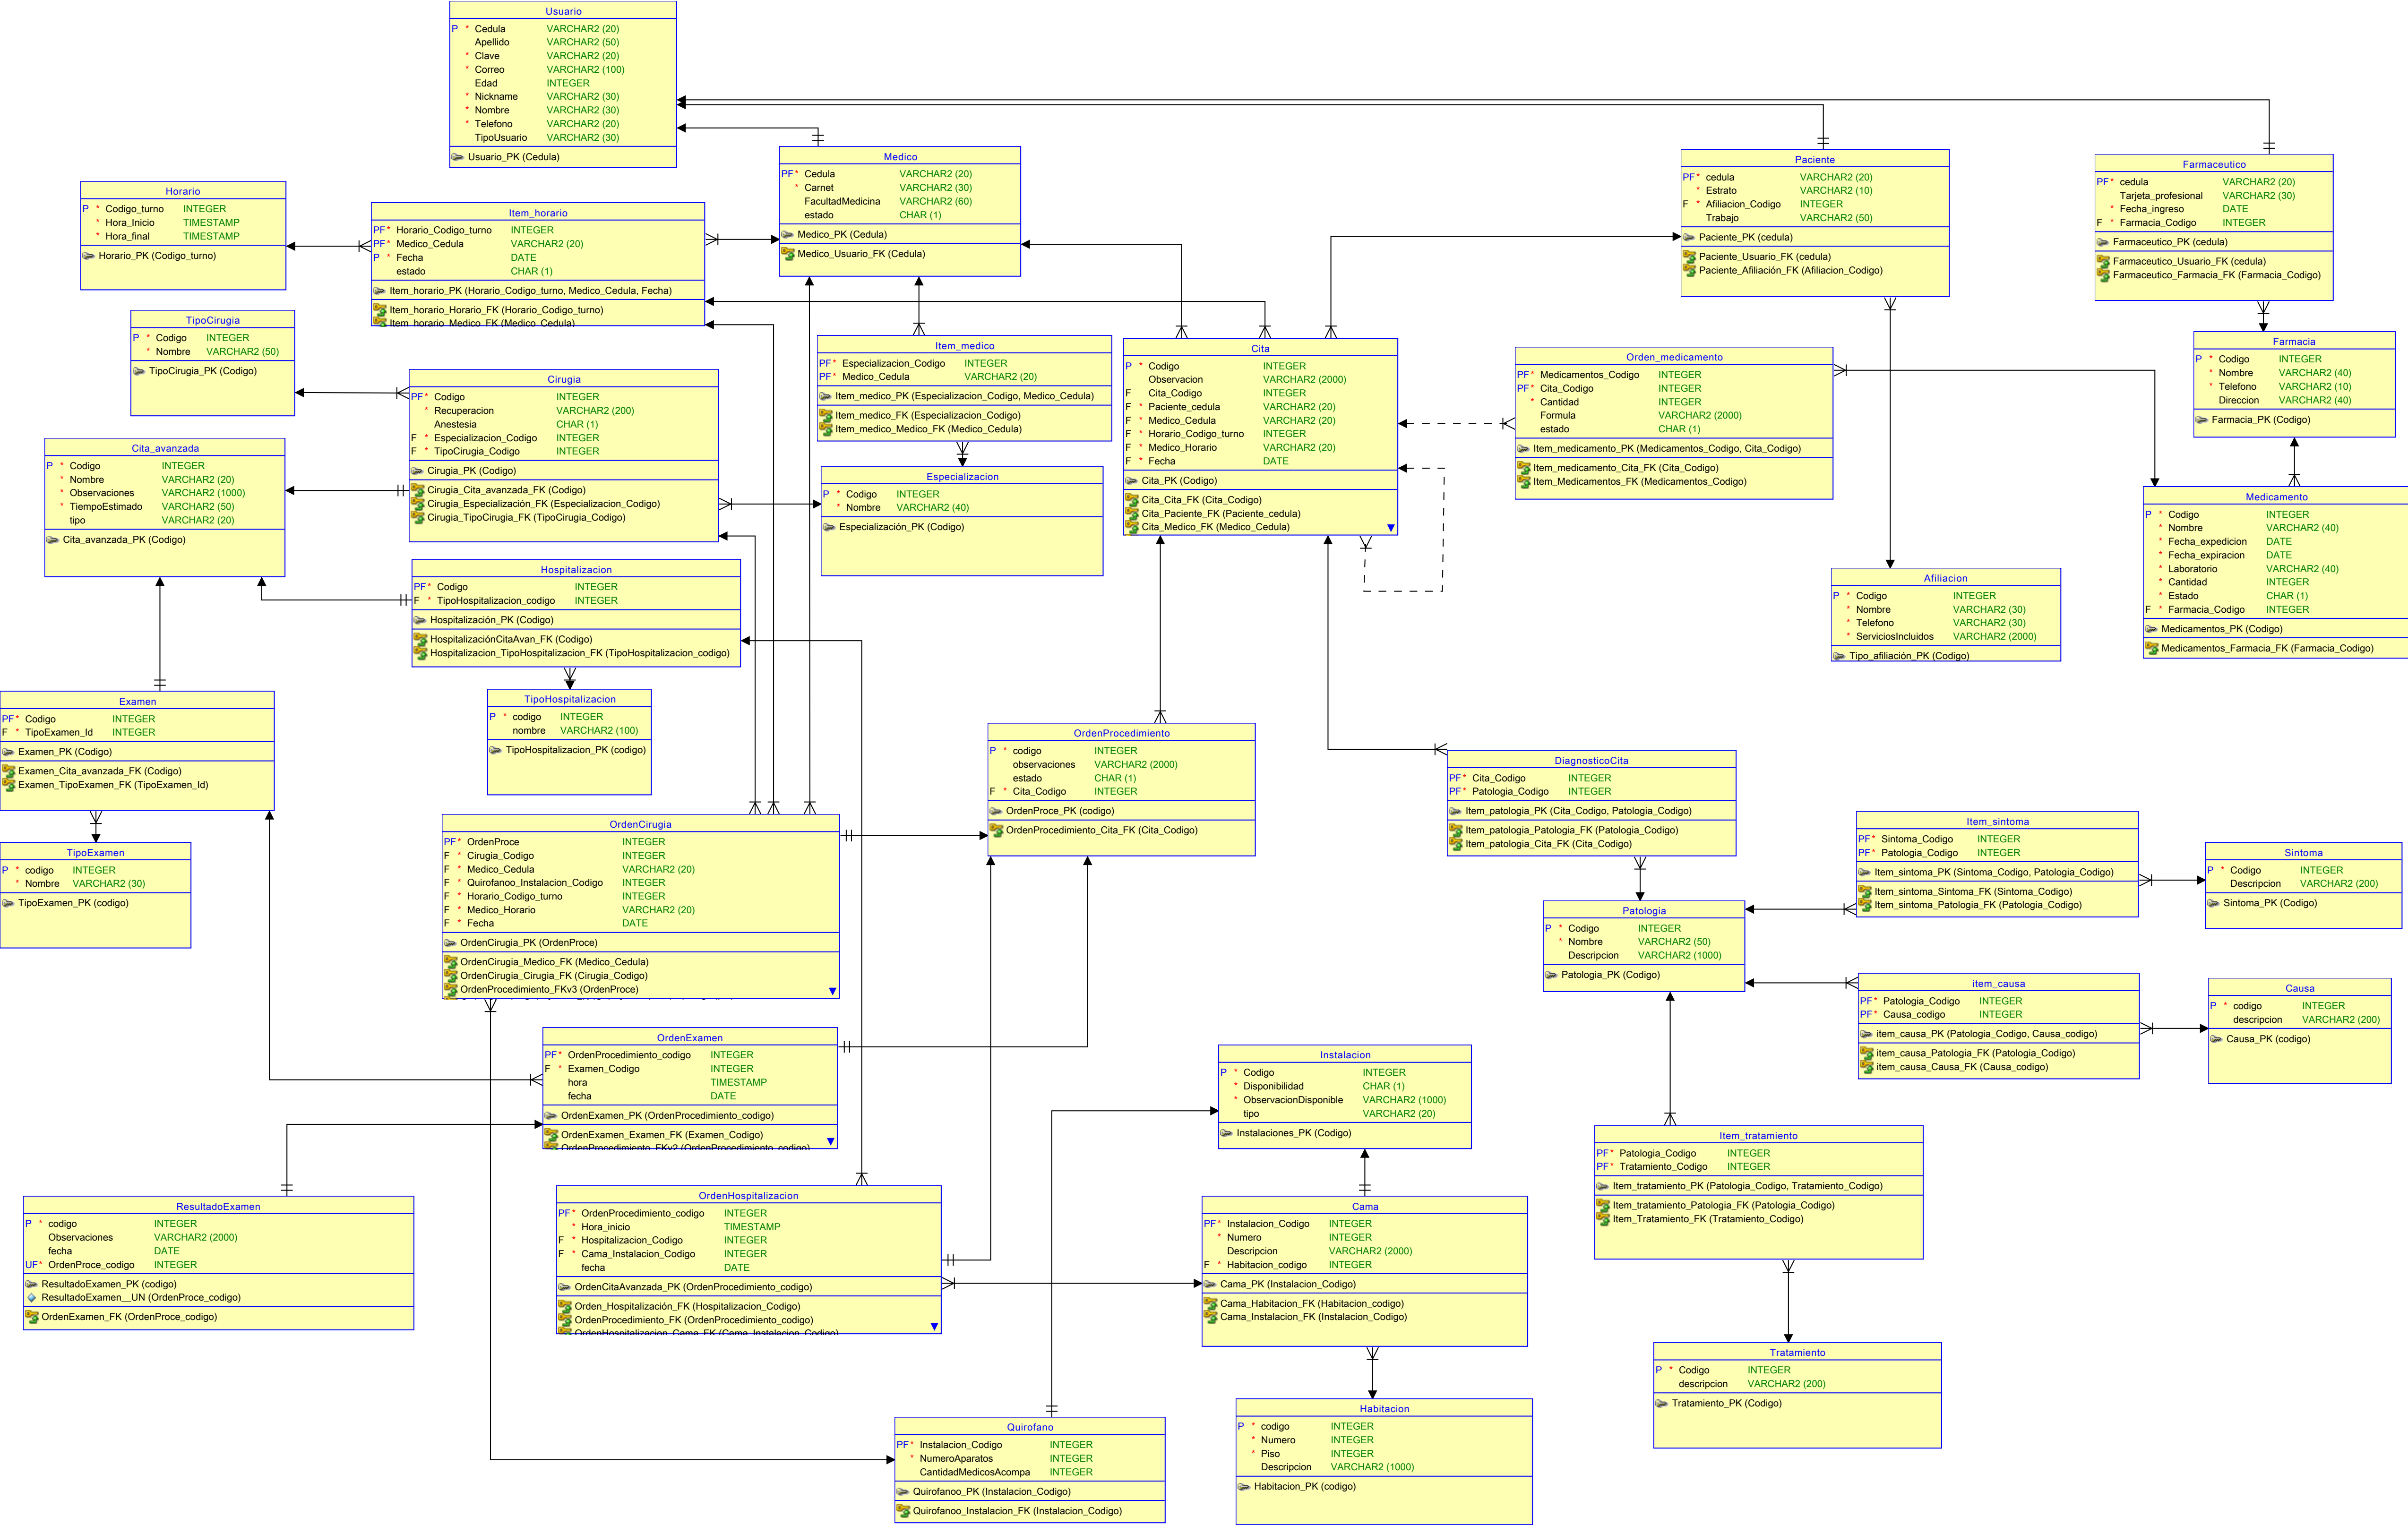 Usuario
P * Cedula VARCHAR2 (20)
Apellido VARCHAR2 (50)
* Clave VARCHAR2 (20)
* Correo VARCHAR2 (100)
Edad INTEGER
* Nickname VARCHAR2 (30)
* Nombre VARCHAR2 (30)
* Telefono VARCHAR2 (20)
TipoUsuario VARCHAR2 (30)
Usuario_PK (Cedula)
Medico
PF* Cedula VARCHAR2 (20)
* Carnet VARCHAR2 (30)
FacultadMedicina VARCHAR2 (60)
estado CHAR (1)
Medico_PK (Cedula)
Medico_Usuario_FK (Cedula)
Paciente
PF* cedula VARCHAR2 (20)
* Estrato VARCHAR2 (10)
F * Afiliacion_Codigo INTEGER
Trabajo VARCHAR2 (50)
Paciente_PK (cedula)
Paciente_Usuario_FK (cedula)
Paciente_Afiliación_FK (Afiliacion_Codigo)
Farmaceutico
PF* cedula VARCHAR2 (20)
Tarjeta_profesional VARCHAR2 (30)
* Fecha_ingreso DATE
F * Farmacia_Codigo INTEGER
Farmaceutico_PK (cedula)
Farmaceutico_Usuario_FK (cedula)
Farmaceutico_Farmacia_FK (Farmacia_Codigo)
Horario
P * Codigo_turno INTEGER
* Hora_Inicio TIMESTAMP
* Hora_final TIMESTAMP
Horario_PK (Codigo_turno)
Item_horario
PF* Horario_Codigo_turno INTEGER
PF* Medico_Cedula VARCHAR2 (20)
P * Fecha DATE
estado CHAR (1)
Item_horario_PK (Horario_Codigo_turno, Medico_Cedula, Fecha)
Item_horario_Horario_FK (Horario_Codigo_turno)
Item_horario_Medico_FK (Medico_Cedula)
TipoCirugia
P * Codigo INTEGER
* Nombre VARCHAR2 (50)
TipoCirugia_PK (Codigo)
Cirugia
PF* Codigo INTEGER
* Recuperacion VARCHAR2 (200)
Anestesia CHAR (1)
F * Especializacion_Codigo INTEGER
F * TipoCirugia_Codigo INTEGER
Cirugia_PK (Codigo)
Cirugia_Cita_avanzada_FK (Codigo)
Cirugia_Especialización_FK (Especializacion_Codigo)
Cirugia_TipoCirugia_FK (TipoCirugia_Codigo)
Item_medico
PF* Especializacion_Codigo INTEGER
PF* Medico_Cedula VARCHAR2 (20)
Item_medico_PK (Especializacion_Codigo, Medico_Cedula)
Item_medico_FK (Especializacion_Codigo)
Item_medico_Medico_FK (Medico_Cedula)
Especializacion
P * Codigo INTEGER
* Nombre VARCHAR2 (40)
Especialización_PK (Codigo)
Cita
P * Codigo INTEGER
Observacion VARCHAR2 (2000)
F Cita_Codigo INTEGER
F * Paciente_cedula VARCHAR2 (20)
F * Medico_Cedula VARCHAR2 (20)
F * Horario_Codigo_turno INTEGER
F * Medico_Horario VARCHAR2 (20)
F * Fecha DATE
Cita_PK (Codigo)
Cita_Cita_FK (Cita_Codigo)
Cita_Paciente_FK (Paciente_cedula)
Cita_Medico_FK (Medico_Cedula)
Orden_medicamento
PF* Medicamentos_Codigo INTEGER
PF* Cita_Codigo INTEGER
* Cantidad INTEGER
Formula VARCHAR2 (2000)
estado CHAR (1)
Item_medicamento_PK (Medicamentos_Codigo, Cita_Codigo)
Item_medicamento_Cita_FK (Cita_Codigo)
Item_Medicamentos_FK (Medicamentos_Codigo)
Farmacia
P * Codigo INTEGER
* Nombre VARCHAR2 (40)
* Telefono VARCHAR2 (10)
Direccion VARCHAR2 (40)
Farmacia_PK (Codigo)
Medicamento
P * Codigo INTEGER
* Nombre VARCHAR2 (40)
* Fecha_expedicion DATE
* Fecha_expiracion DATE
* Laboratorio VARCHAR2 (40)
* Cantidad INTEGER
* Estado CHAR (1)
F * Farmacia_Codigo INTEGER
Medicamentos_PK (Codigo)
Medicamentos_Farmacia_FK (Farmacia_Codigo)
Cita_avanzada
P * Codigo INTEGER
* Nombre VARCHAR2 (20)
* Observaciones VARCHAR2 (1000)
* TiempoEstimado VARCHAR2 (50)
tipo VARCHAR2 (20)
Cita_avanzada_PK (Codigo)
Hospitalizacion
PF* Codigo INTEGER
F * TipoHospitalizacion_codigo INTEGER
Hospitalización_PK (Codigo)
HospitalizaciónCitaAvan_FK (Codigo)
Hospitalizacion_TipoHospitalizacion_FK (TipoHospitalizacion_codigo)
Afiliacion
P * Codigo INTEGER
* Nombre VARCHAR2 (30)
* Telefono VARCHAR2 (30)
* ServiciosIncluidos VARCHAR2 (2000)
Tipo_afiliación_PK (Codigo)
Examen
PF* Codigo INTEGER
F * TipoExamen_Id INTEGER
Examen_PK (Codigo)
Examen_Cita_avanzada_FK (Codigo)
Examen_TipoExamen_FK (TipoExamen_Id)
TipoHospitalizacion
P * codigo INTEGER
nombre VARCHAR2 (100)
TipoHospitalizacion_PK (codigo)
OrdenProcedimiento
P * codigo INTEGER
observaciones VARCHAR2 (2000)
estado CHAR (1)
F * Cita_Codigo INTEGER
OrdenProce_PK (codigo)
OrdenProcedimiento_Cita_FK (Cita_Codigo)
DiagnosticoCita
PF* Cita_Codigo INTEGER
PF* Patologia_Codigo INTEGER
Item_patologia_PK (Cita_Codigo, Patologia_Codigo)
Item_patologia_Patologia_FK (Patologia_Codigo)
Item_patologia_Cita_FK (Cita_Codigo)
TipoExamen
P * codigo INTEGER
* Nombre VARCHAR2 (30)
TipoExamen_PK (codigo)
OrdenCirugia
PF* OrdenProce INTEGER
F * Cirugia_Codigo INTEGER
F * Medico_Cedula VARCHAR2 (20)
F * Quirofanoo_Instalacion_Codigo INTEGER
F * Horario_Codigo_turno INTEGER
F * Medico_Horario VARCHAR2 (20)
F * Fecha DATE
OrdenCirugia_PK (OrdenProce)
OrdenCirugia_Medico_FK (Medico_Cedula)
OrdenCirugia_Cirugia_FK (Cirugia_Codigo)
OrdenProcedimiento_FKv3 (OrdenProce)
Item_sintoma
PF* Sintoma_Codigo INTEGER
PF* Patologia_Codigo INTEGER
Item_sintoma_PK (Sintoma_Codigo, Patologia_Codigo)
Item_sintoma_Sintoma_FK (Sintoma_Codigo)
Item_sintoma_Patologia_FK (Patologia_Codigo)
Sintoma
P * Codigo INTEGER
Descripcion VARCHAR2 (200)
Sintoma_PK (Codigo)
Patologia
P * Codigo INTEGER
* Nombre VARCHAR2 (50)
Descripcion VARCHAR2 (1000)
Patologia_PK (Codigo)
item_causa
PF* Patologia_Codigo INTEGER
PF* Causa_codigo INTEGER
item_causa_PK (Patologia_Codigo, Causa_codigo)
item_causa_Patologia_FK (Patologia_Codigo)
item_causa_Causa_FK (Causa_codigo)
Causa
P * codigo INTEGER
descripcion VARCHAR2 (200)
Causa_PK (codigo)
OrdenExamen
PF* OrdenProcedimiento_codigo INTEGER
F * Examen_Codigo INTEGER
hora TIMESTAMP
fecha DATE
OrdenExamen_PK (OrdenProcedimiento_codigo)
OrdenExamen_Examen_FK (Examen_Codigo)
OrdenProcedimiento_FKv2 (OrdenProcedimiento_codigo)
Instalacion
P * Codigo INTEGER
* Disponibilidad CHAR (1)
* ObservacionDisponible VARCHAR2 (1000)
tipo VARCHAR2 (20)
Instalaciones_PK (Codigo)
Item_tratamiento
PF* Patologia_Codigo INTEGER
PF* Tratamiento_Codigo INTEGER
Item_tratamiento_PK (Patologia_Codigo, Tratamiento_Codigo)
Item_tratamiento_Patologia_FK (Patologia_Codigo)
Item_Tratamiento_FK (Tratamiento_Codigo)
ResultadoExamen
P * codigo INTEGER
Observaciones VARCHAR2 (2000)
fecha DATE
UF* OrdenProce_codigo INTEGER
ResultadoExamen_PK (codigo)
ResultadoExamen__UN (OrdenProce_codigo)
OrdenExamen_FK (OrdenProce_codigo)
OrdenHospitalizacion
PF* OrdenProcedimiento_codigo INTEGER
* Hora_inicio TIMESTAMP
F * Hospitalizacion_Codigo INTEGER
F * Cama_Instalacion_Codigo INTEGER
fecha DATE
OrdenCitaAvanzada_PK (OrdenProcedimiento_codigo)
Orden_Hospitalización_FK (Hospitalizacion_Codigo)
OrdenProcedimiento_FK (OrdenProcedimiento_codigo)
OrdenHospitalizacion_Cama_FK (Cama_Instalacion_Codigo)
Cama
PF* Instalacion_Codigo INTEGER
* Numero INTEGER
Descripcion VARCHAR2 (2000)
F * Habitacion_codigo INTEGER
Cama_PK (Instalacion_Codigo)
Cama_Habitacion_FK (Habitacion_codigo)
Cama_Instalacion_FK (Instalacion_Codigo)
Tratamiento
P * Codigo INTEGER
descripcion VARCHAR2 (200)
Tratamiento_PK (Codigo)
Quirofano
PF* Instalacion_Codigo INTEGER
* NumeroAparatos INTEGER
CantidadMedicosAcompa INTEGER
Quirofanoo_PK (Instalacion_Codigo)
Quirofanoo_Instalacion_FK (Instalacion_Codigo)
Habitacion
P * codigo INTEGER
* Numero INTEGER
* Piso INTEGER
Descripcion VARCHAR2 (1000)
Habitacion_PK (codigo)